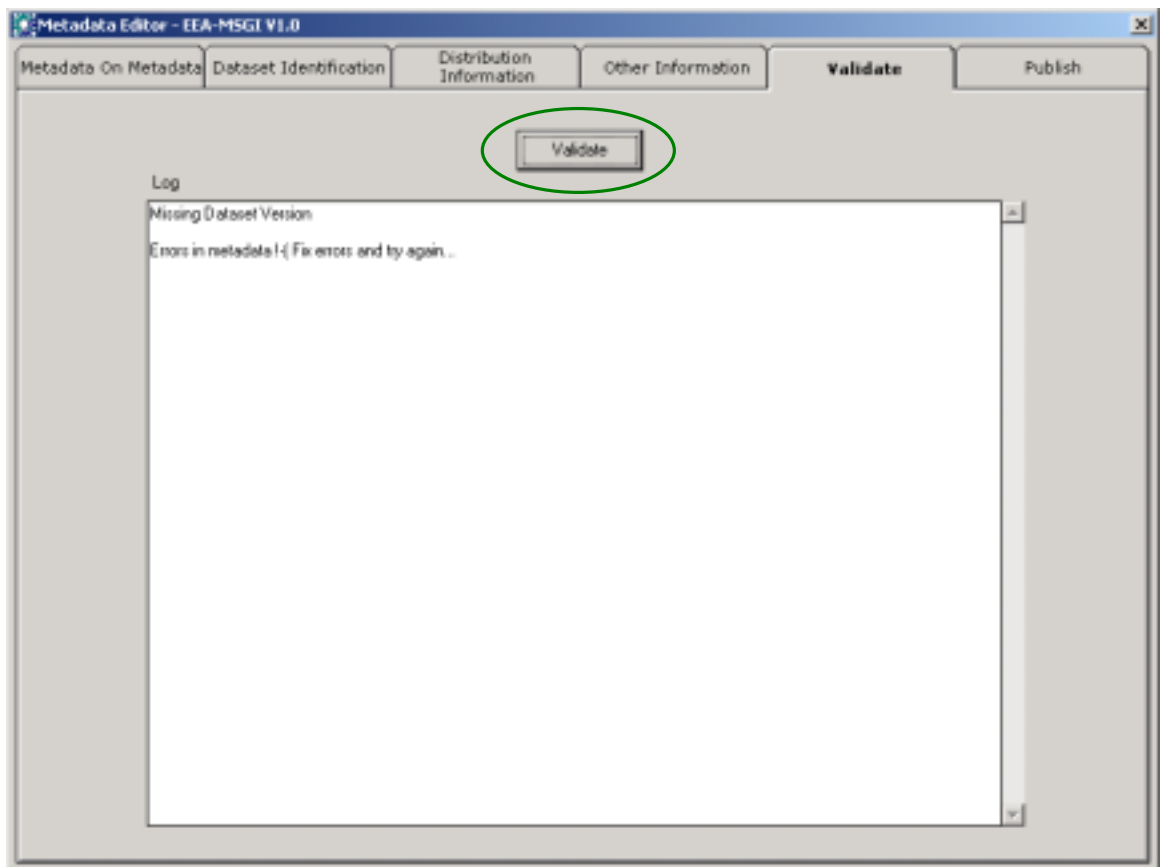 Metadata Editor - EEA-MSGI V1.0
Metadata On Metadata
Dataset Identification
Distribution
Information
Other Information
Validate
Publish
Validate
Log
Missing Dataset Version
Errors in metadata !-( Fix errors and try again...